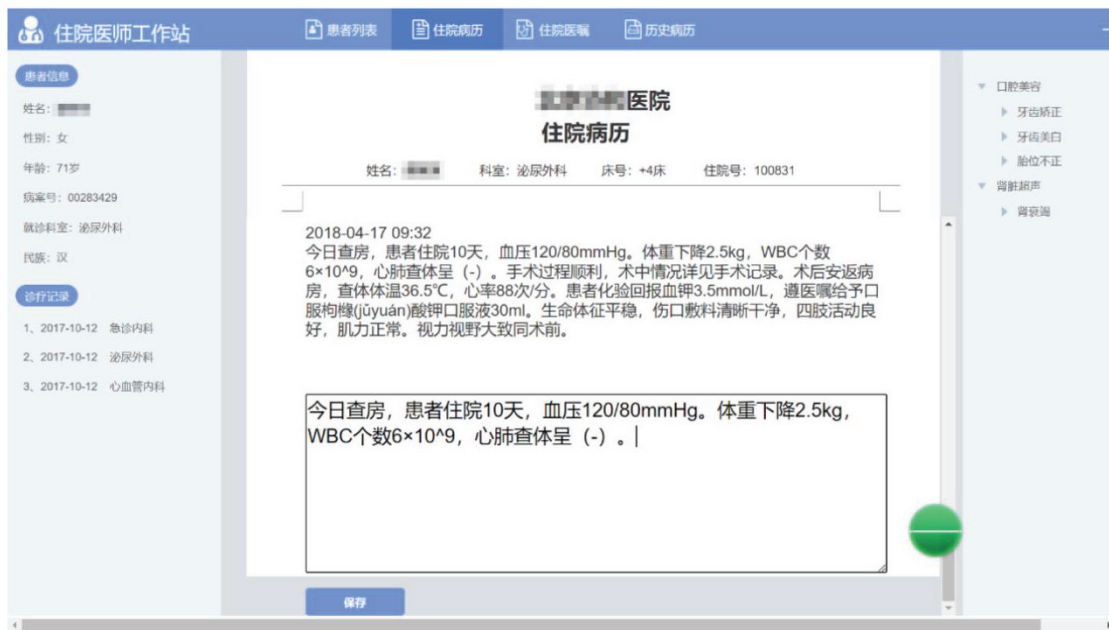 住院医师工作站
患者列表
住院病历
住院医嘱
历史病历
患者信息
姓名：
性别：女
年龄：71岁
病案号：00283429
就诊科室：泌尿外科
民族：汉
诊疗记录
1、2017-10-12 急诊内科
2、2017-10-12 泌尿外科
3、2017-10-12 心血管内科
医院
住院病历
姓名： 科室：泌尿外科 床号：+4床 住院号：100831
2018-04-17 09:32
今日查房，患者住院10天，血压120/80mmHg。体重下降2.5kg，WBC个数
6×10^9，心肺查体呈（-）。手术过程顺利，术中情况详见手术记录。术后安返病
房，查体体温36.5℃，心率88次/分。患者化验回报血钾3.5mmol/L，遵医嘱给予口
服枸橼(jǔyuán)酸钾口服液30ml。生命体征平稳，伤口敷料清晰干净，四肢活动良
好，肌力正常。视力视野大致同术前。
今日查房，患者住院10天，血压120/80mmHg。体重下降2.5kg，
WBC个数6×10^9，心肺查体呈（-）。
保存
口腔美容
牙齿矫正
牙齿美白
胎位不正
肾脏超声
肾衰竭